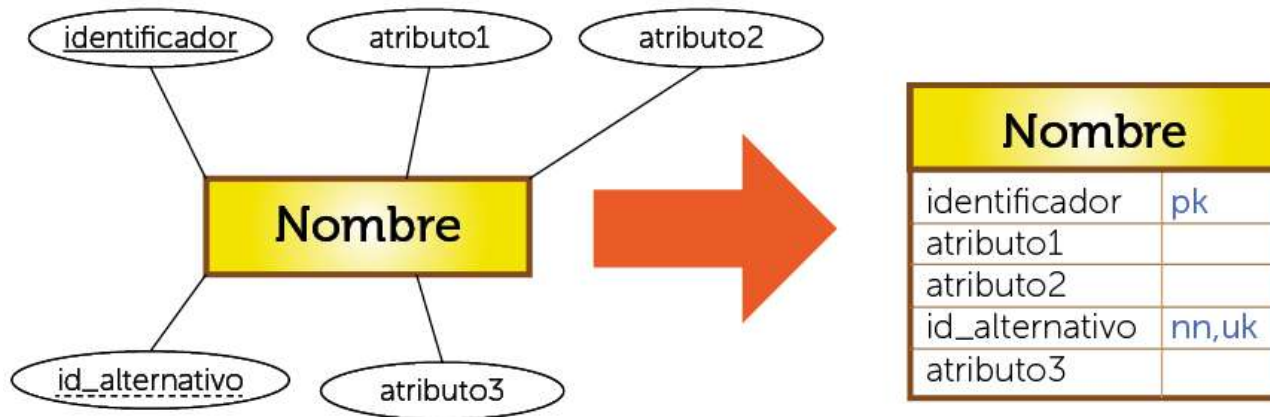 identificador
atributo1
atributo2
Nombre
id_alternativo
atributo3
Nombre
identificador pk
atributo1
atributo2
id_alternativo nn,uk
atributo3